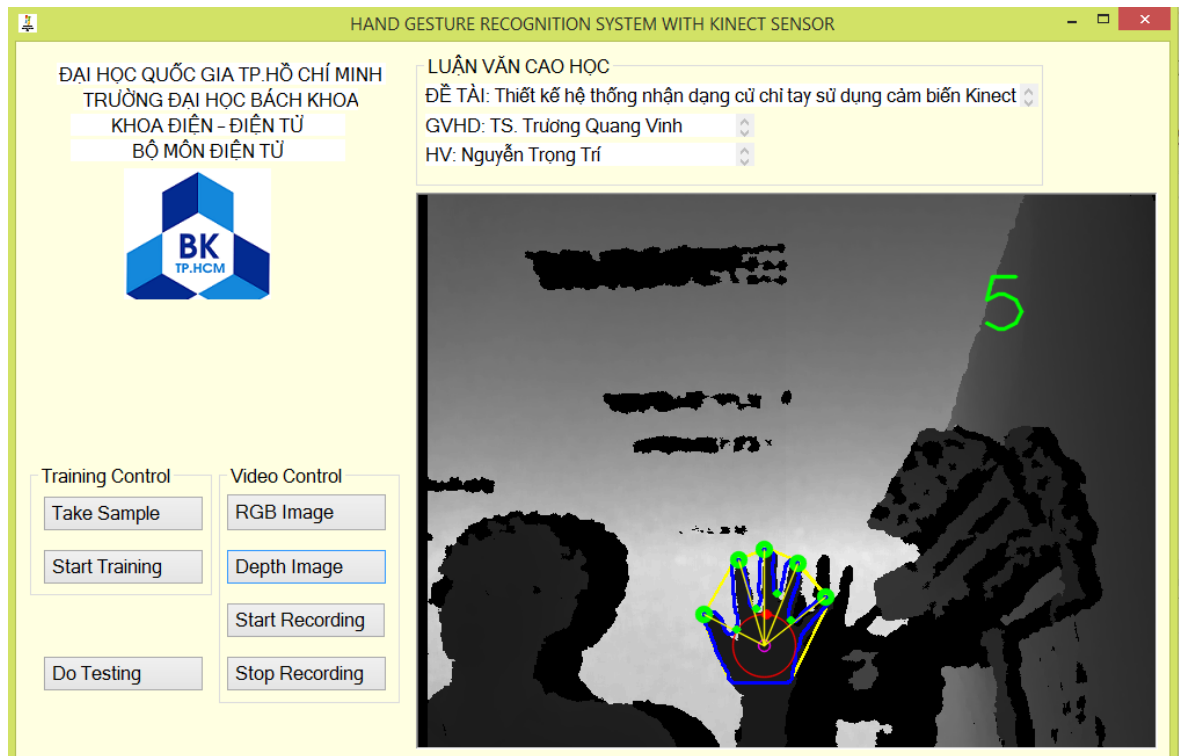 HAND GESTURE RECOGNITION SYSTEM WITH KINECT SENSOR
ĐẠI HỌC QUỐC GIA TP.HỒ CHÍ MINH
TRƯỜNG ĐẠI HỌC BÁCH KHOA
KHOA ĐIỆN – ĐIỆN TỬ
BỘ MÔN ĐIỆN TỬ
BK
TP.HCM
LUẬN VĂN CAO HỌC
ĐỀ TÀI: Thiết kế hệ thống nhận dạng cử chỉ tay sử dụng cảm biến Kinect
GVHD: TS. Trương Quang Vinh
HV: Nguyễn Trọng Trí
5
Training Control
Take Sample
Start Training
Do Testing
Video Control
RGB Image
Depth Image
Start Recording
Stop Recording